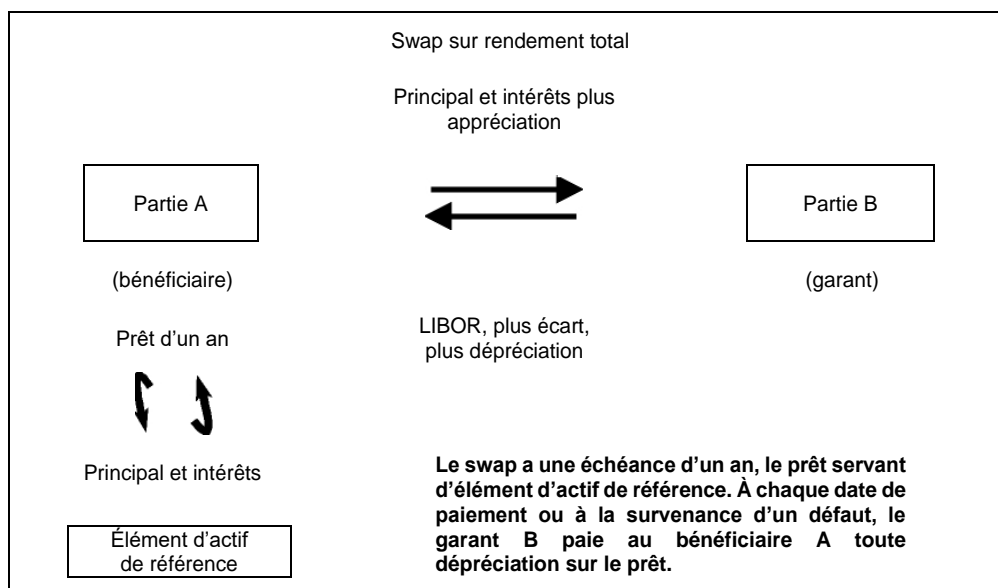 Swap sur rendement total
Principal et intérêts plus
appréciation
Partie A
Partie B
(bénéficiaire)
(garant)
LIBOR, plus écart,
plus dépréciation
Prêt d'un an
Principal et intérêts
Le swap a une échéance d'un an, le prêt servant
d'élément d'actif de référence. À chaque date de
paiement ou à la survenance d'un défaut, le
garant B paie au bénéficiaire A toute
dépréciation sur le prêt.
Élément d'actif
de référence